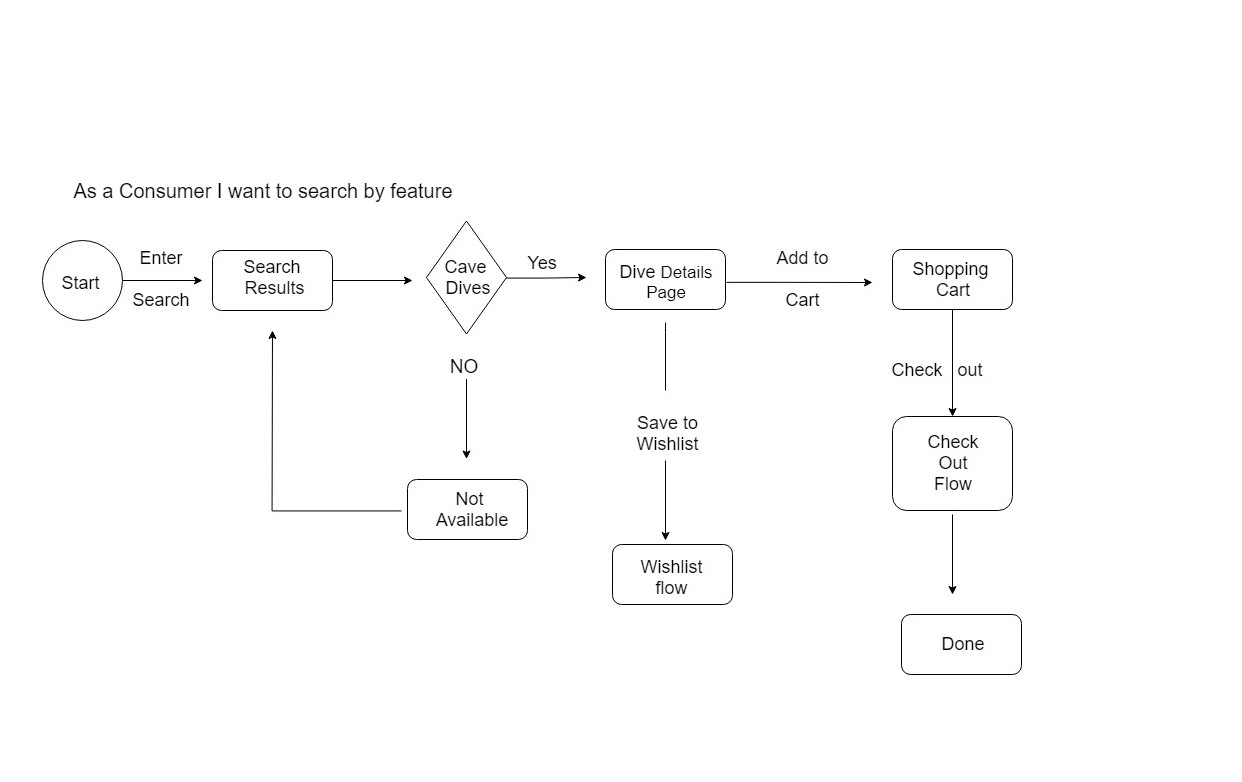 As a Consumer I want to search by feature
Start
Enter
Search
Search
Results
Cave
Dives
Yes
Dive Details
Page
Add to
Cart
Shopping
Cart
NO
Check out
Save to
Wishlist
Check
Out
Flow
Not
Available
Wishlist
flow
Done